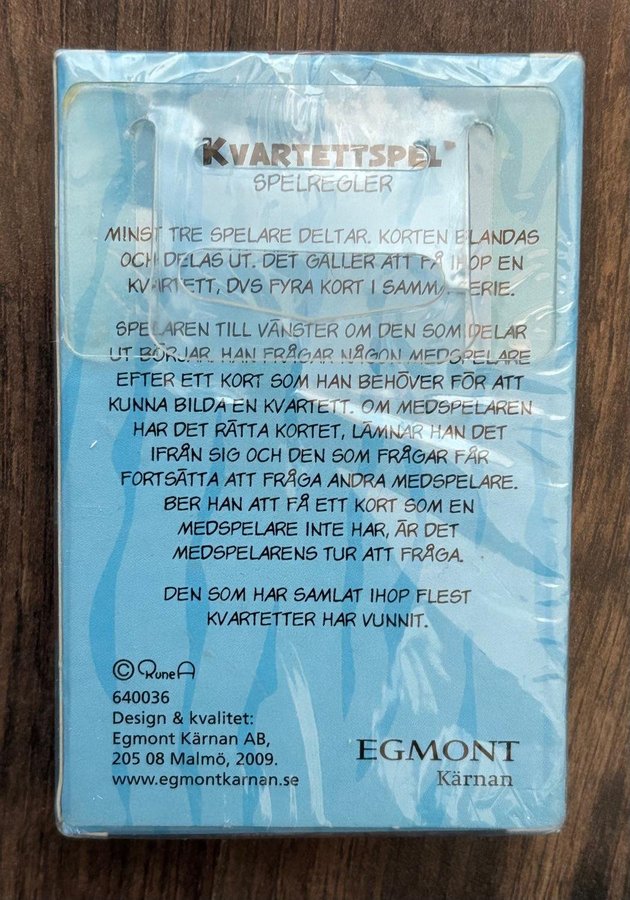 KVARTETTSPEL™
SPELREGLER
MINST TRE SPELARE DELTAR. KORTEN BLANDAS
OCH DELAS UT. DET GÄLLER ATT FÅ IHOP EN
KVARTETT, DVS FYRA KORT I SAMMA SERIE.
SPELAREN TILL VÄNSTER OM DEN SOM DELAR
UT BÖRJAR. HAN FRÅGAR NÅGON MEDSPELARE
EFTER ETT KORT SOM HAN BEHÖVER FÖR ATT
KUNNA BILDA EN KVARTETT. OM MEDSPELAREN
HAR DET RÄTTA KORTET, LÄMNAR HAN DET
IFRÅN SIG OCH DEN SOM FRÅGAR FÅR
FORTSÄTTA ATT FRÅGA ANDRA MEDSPELARE.
BER HAN ATT FÅ ETT KORT SOM EN
MEDSPELARE INTE HAR, ÄR DET
MEDSPELARENS TUR ATT FRÅGA.
DEN SOM HAR SAMLAT IHOP FLEST
KVARTETTER HAR VUNNIT.
© Rune A
640036
Design & kvalitet:
Egmont Kärnan AB,
205 08 Malmö, 2009.
www.egmontkarnan.se
EGMONT
Kärnan